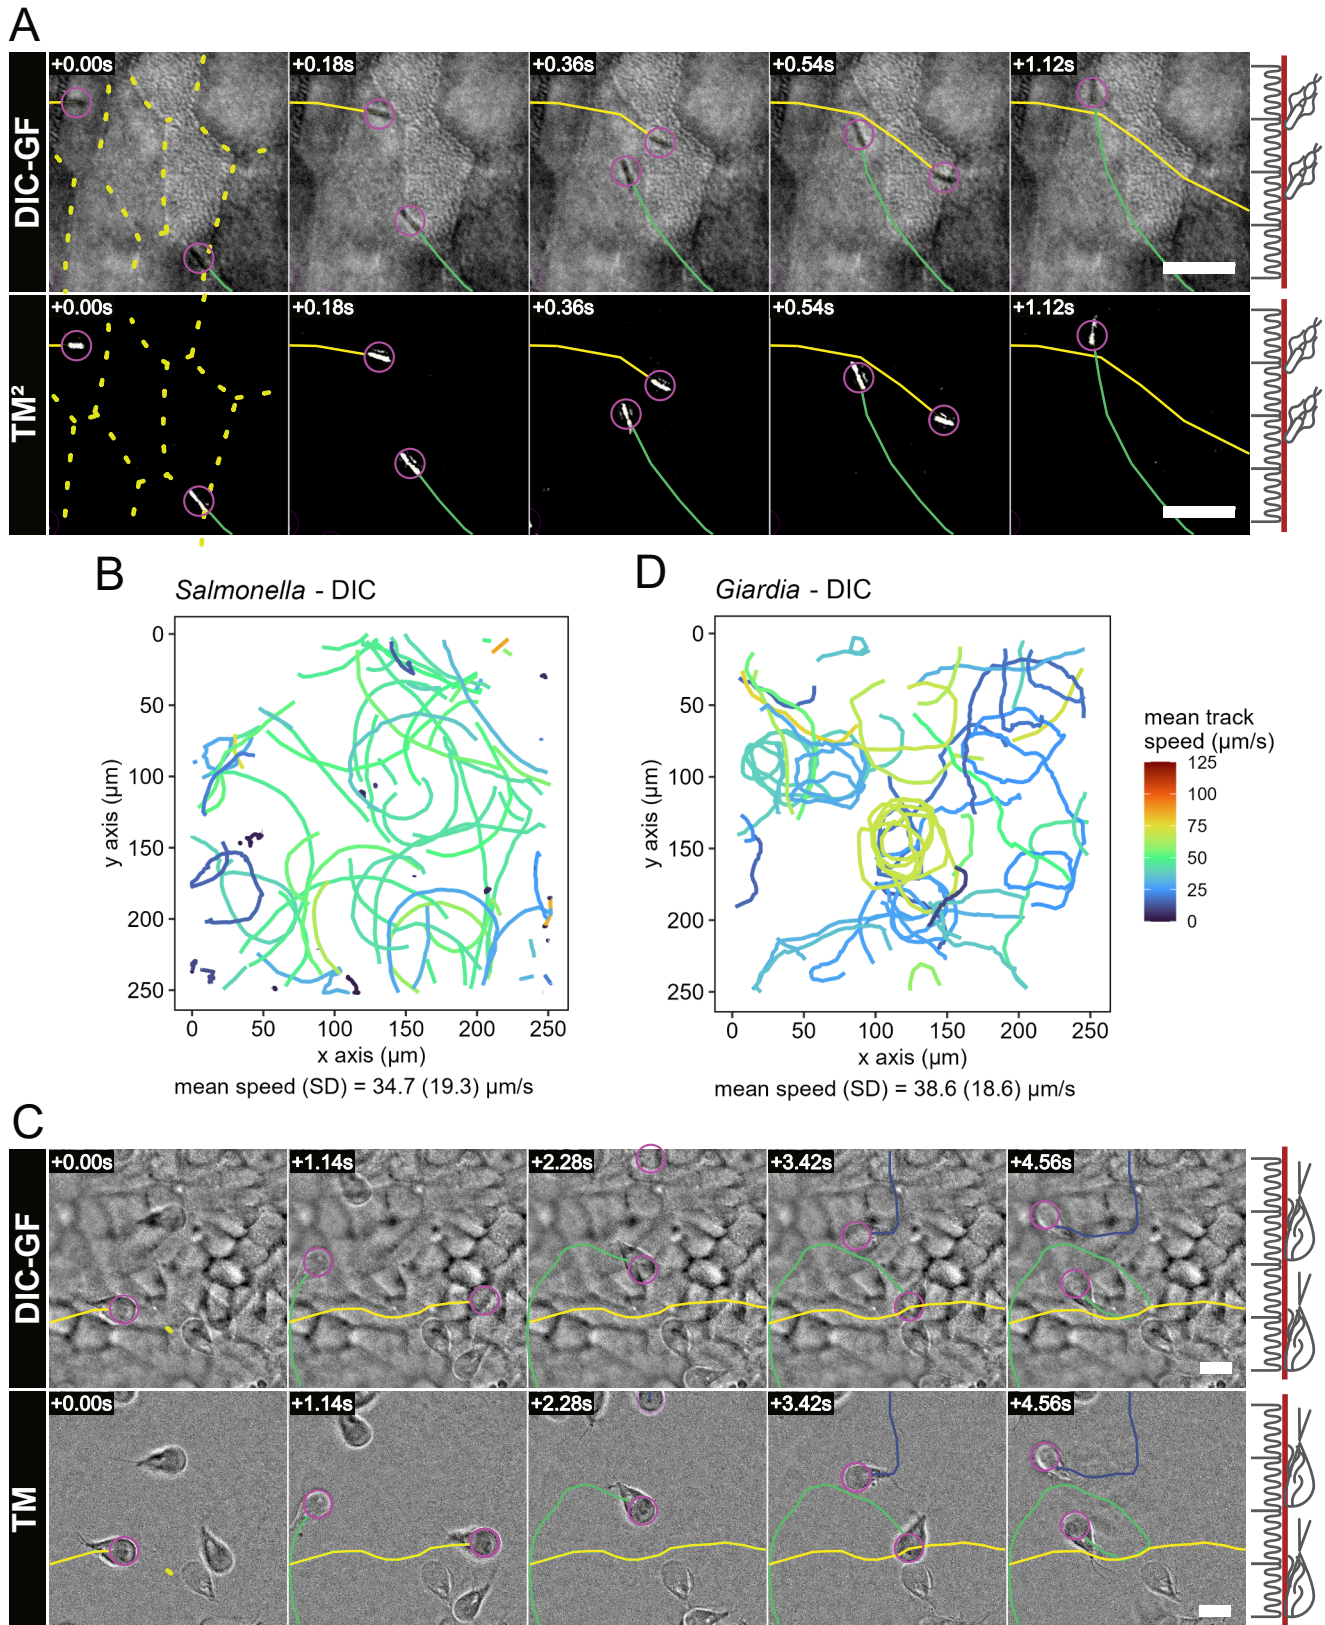 A
DIC-GF
+0.00s +0.18s +0.36s +0.54s +1.12s
TM²
+0.00s +0.18s +0.36s +0.54s +1.12s
B
Salmonella - DIC
0
50
100
150
200
250
y axis (µm)
0 50 100 150 200 250
x axis (µm)
mean speed (SD) = 34.7 (19.3) µm/s
D
Giardia - DIC
0
50
100
150
200
250
y axis (µm)
0 50 100 150 200 250
x axis (µm)
mean speed (SD) = 38.6 (18.6) µm/s
mean track
speed (µm/s)
125
100
75
50
25
0
C
DIC-GF
+0.00s +1.14s +2.28s +3.42s +4.56s
TM
+0.00s +1.14s +2.28s +3.42s +4.56s